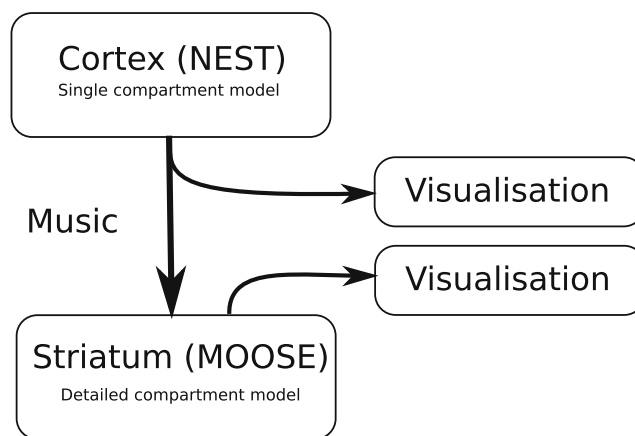 Cortex (NEST)
Single compartment model
Visualisation
Music
Visualisation
Striatum (MOOSE)
Detailed compartment model